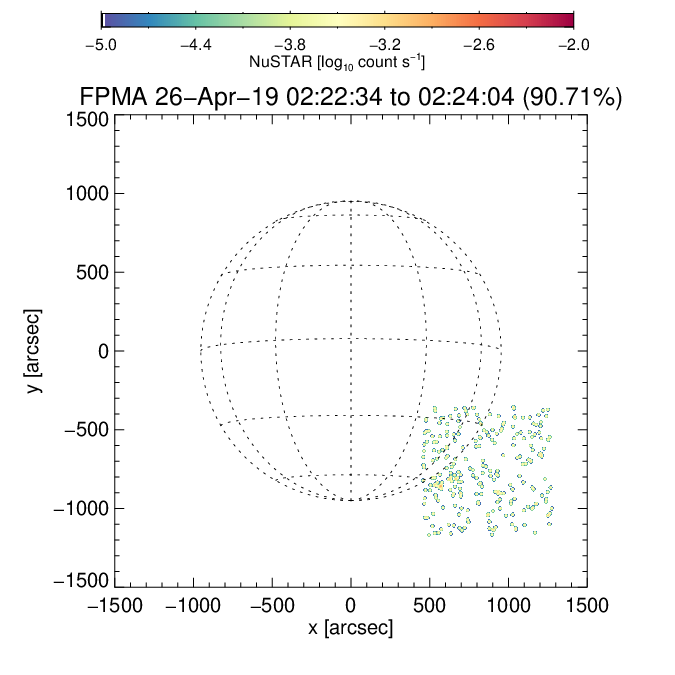 −5.0 −4.4 −3.8 −3.2 −2.6 −2.0
NuSTAR [log₁₀ count s⁻¹]
FPMA 26−Apr−19 02:22:34 to 02:24:04 (90.71%)
1500
1000
500
0
−500
−1000
−1500
y [arcsec]
−1500 −1000 −500 0 500 1000 1500
x [arcsec]